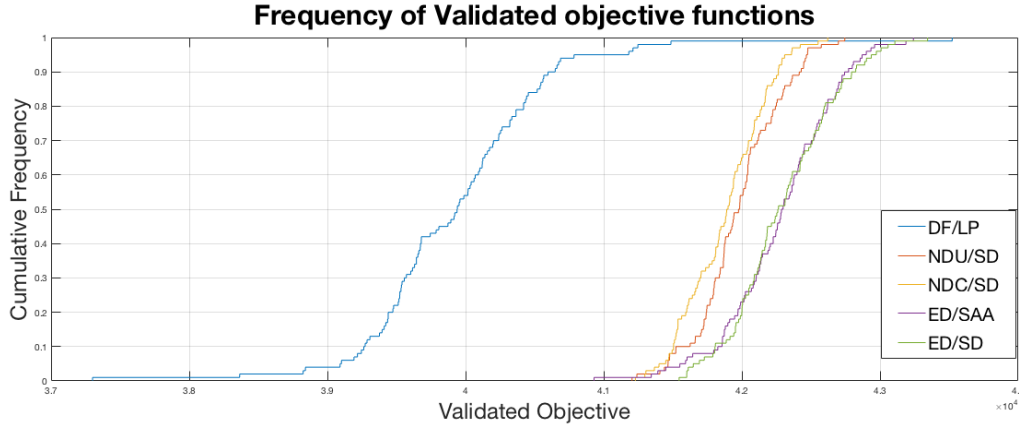 Frequency of Validated objective functions
Cumulative Frequency
1
0.9
0.8
0.7
0.6
0.5
0.4
0.3
0.2
0.1
0
3.7
3.8
3.9
4
4.1
4.2
4.3
4.
×10⁴
Validated Objective
DF/LP
NDU/SD
NDC/SD
ED/SAA
ED/SD